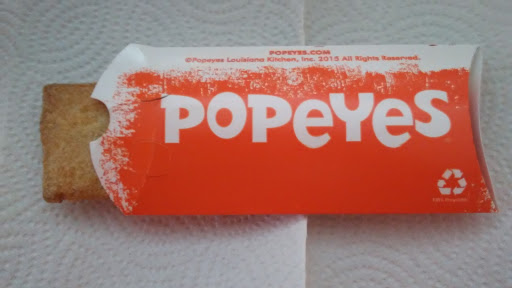 POPEYES.COM
©Popeyes Louisiana Kitchen, Inc. 2015 All Rights Reserved.
POPEYES